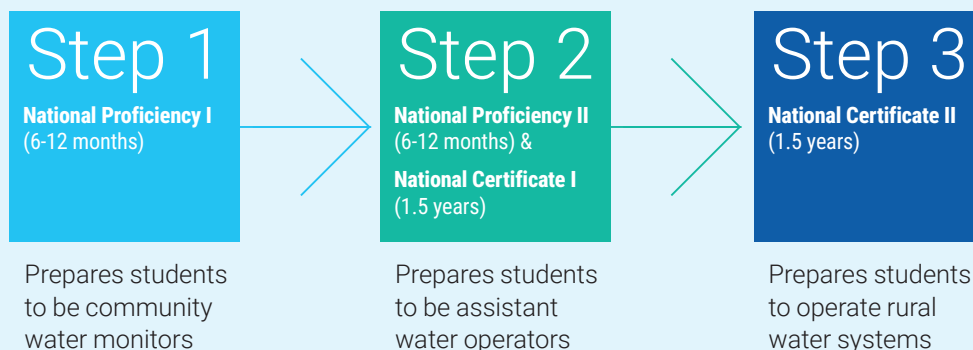 Step 1
National Proficiency I
(6-12 months)
Prepares students
to be community
water monitors
Step 2
National Proficiency II
(6-12 months) &
National Certificate I
(1.5 years)
Prepares students
to be assistant
water operators
Step 3
National Certificate II
(1.5 years)
Prepares students
to operate rural
water systems